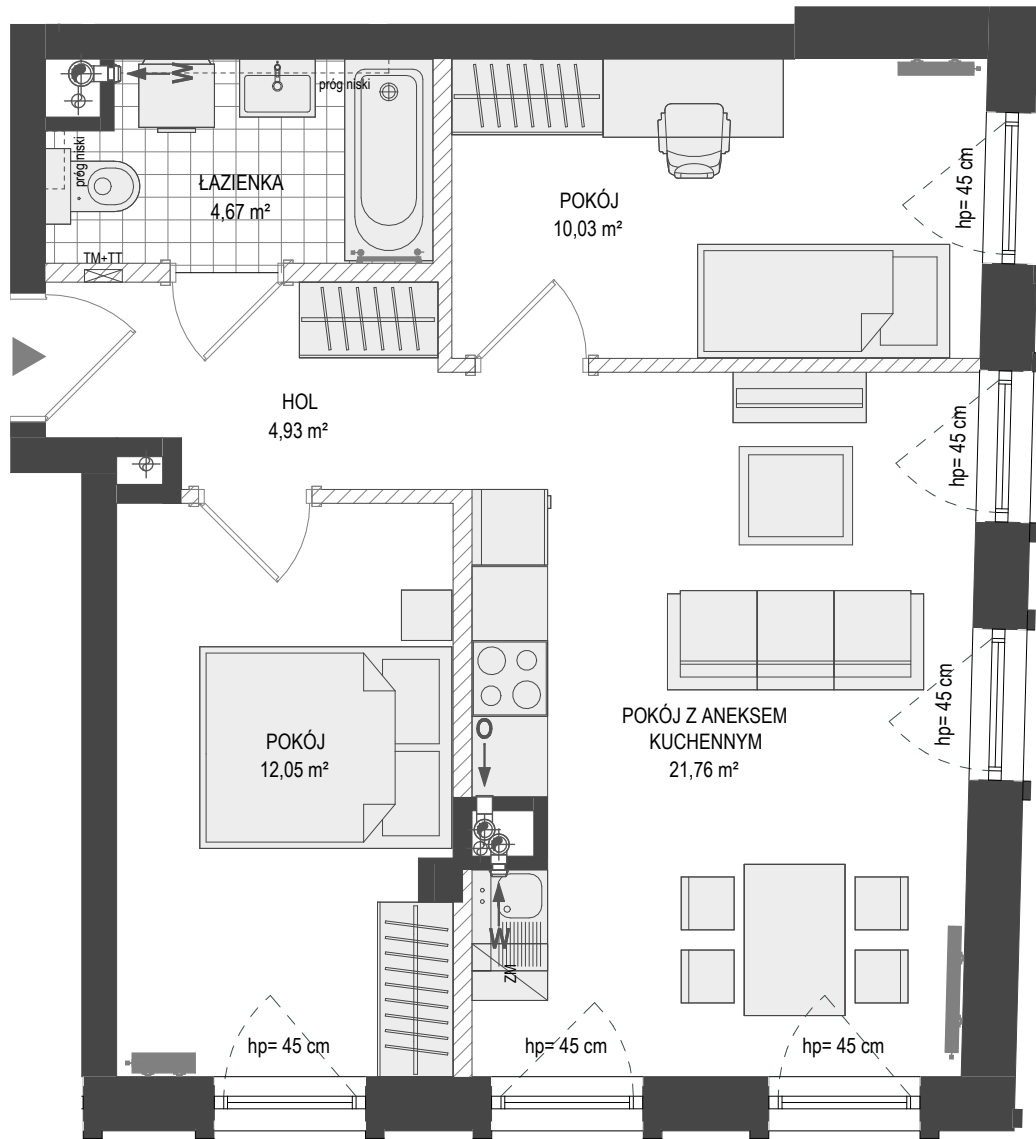 W
próg niski
próg niski
ŁAZIENKA
4,67 m²
TM+TT
POKÓJ
10,03 m²
hp= 45 cm
HOL
4,93 m²
hp= 45 cm
POKÓJ
12,05 m²
O
POKÓJ Z ANEKSEM
KUCHENNYM
21,76 m²
hp= 45 cm
W
ZM
hp= 45 cm
hp= 45 cm
hp= 45 cm